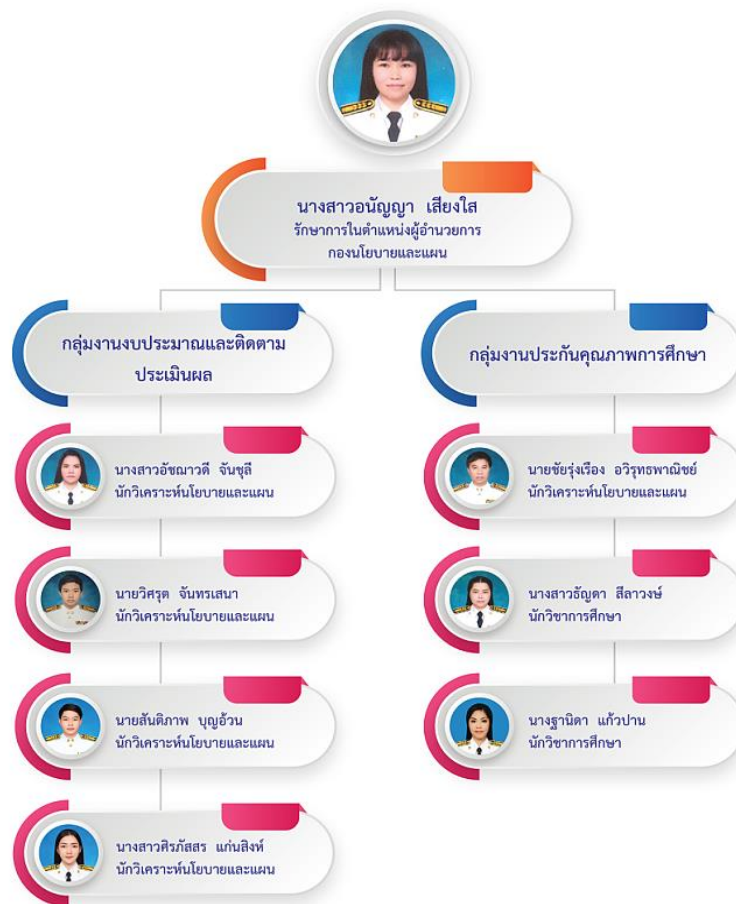 นางสาวอนัญญา เสียงใส
รักษาการในตำแหน่งผู้อำนวยการ
กองนโยบายและแผน
กลุ่มงานงบประมาณและติดตาม
ประเมินผล
นางสาวอัชฌาวดี จันชุลี
นักวิเคราะห์นโยบายและแผน
นายวิศรุต จันทรเสนา
นักวิเคราะห์นโยบายและแผน
นายสันติภาพ บุญอ้วน
นักวิเคราะห์นโยบายและแผน
นางสาวศิรภัสสร แก่นสิงห์
นักวิเคราะห์นโยบายและแผน
กลุ่มงานประกันคุณภาพการศึกษา
นายชัยรุ่งเรือง อวิรุทธพาณิชย์
นักวิเคราะห์นโยบายและแผน
นางสาวธัญดา สีลาวงษ์
นักวิชาการศึกษา
นางฐานิดา แก้วปาน
นักวิชาการศึกษา